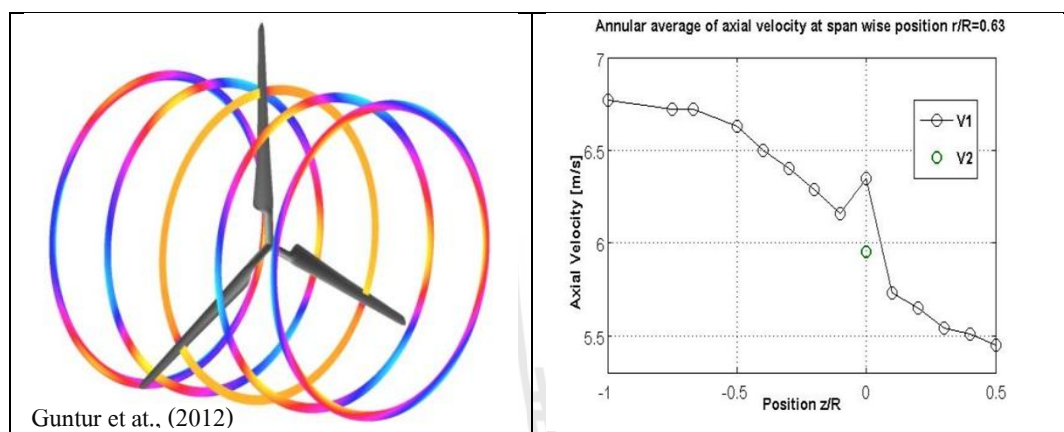 Guntur et at., (2012)
Annular average of axial velocity at span wise position r/R=0.63
Axial Velocity [m/s]
7
6.5
6
5.5
V1
V2
-1
-0.5
0
0.5
Position z/R